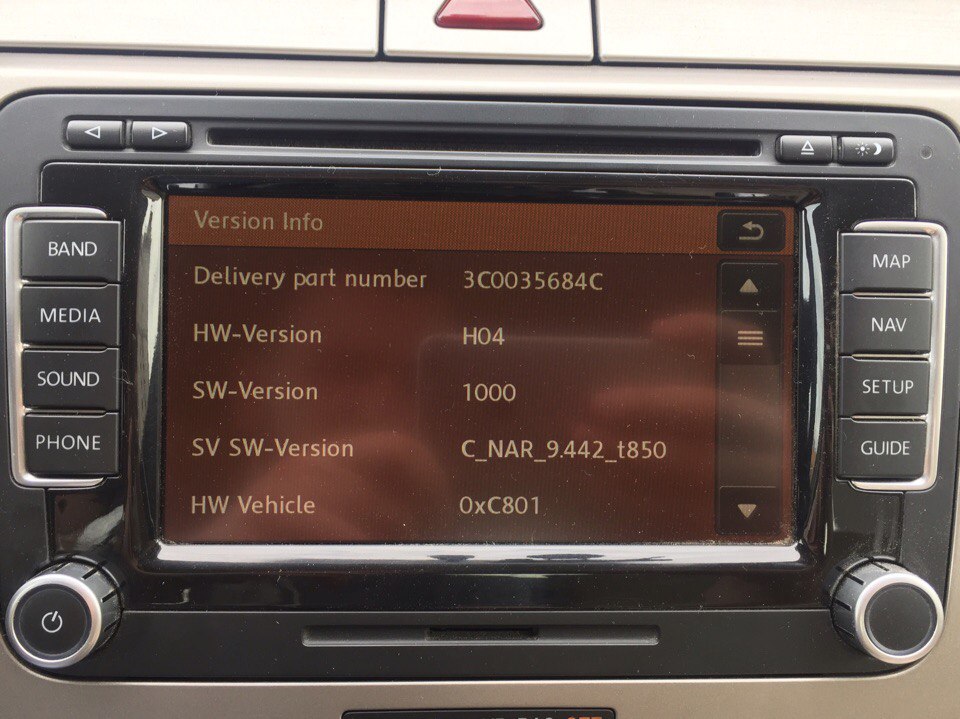 Version Info
Delivery part number 3C0035684C
HW-Version H04
SW-Version 1000
SV SW-Version C_NAR_9.442_t850
HW Vehicle 0xC801
BAND
MEDIA
SOUND
PHONE
MAP
NAV
SETUP
GUIDE